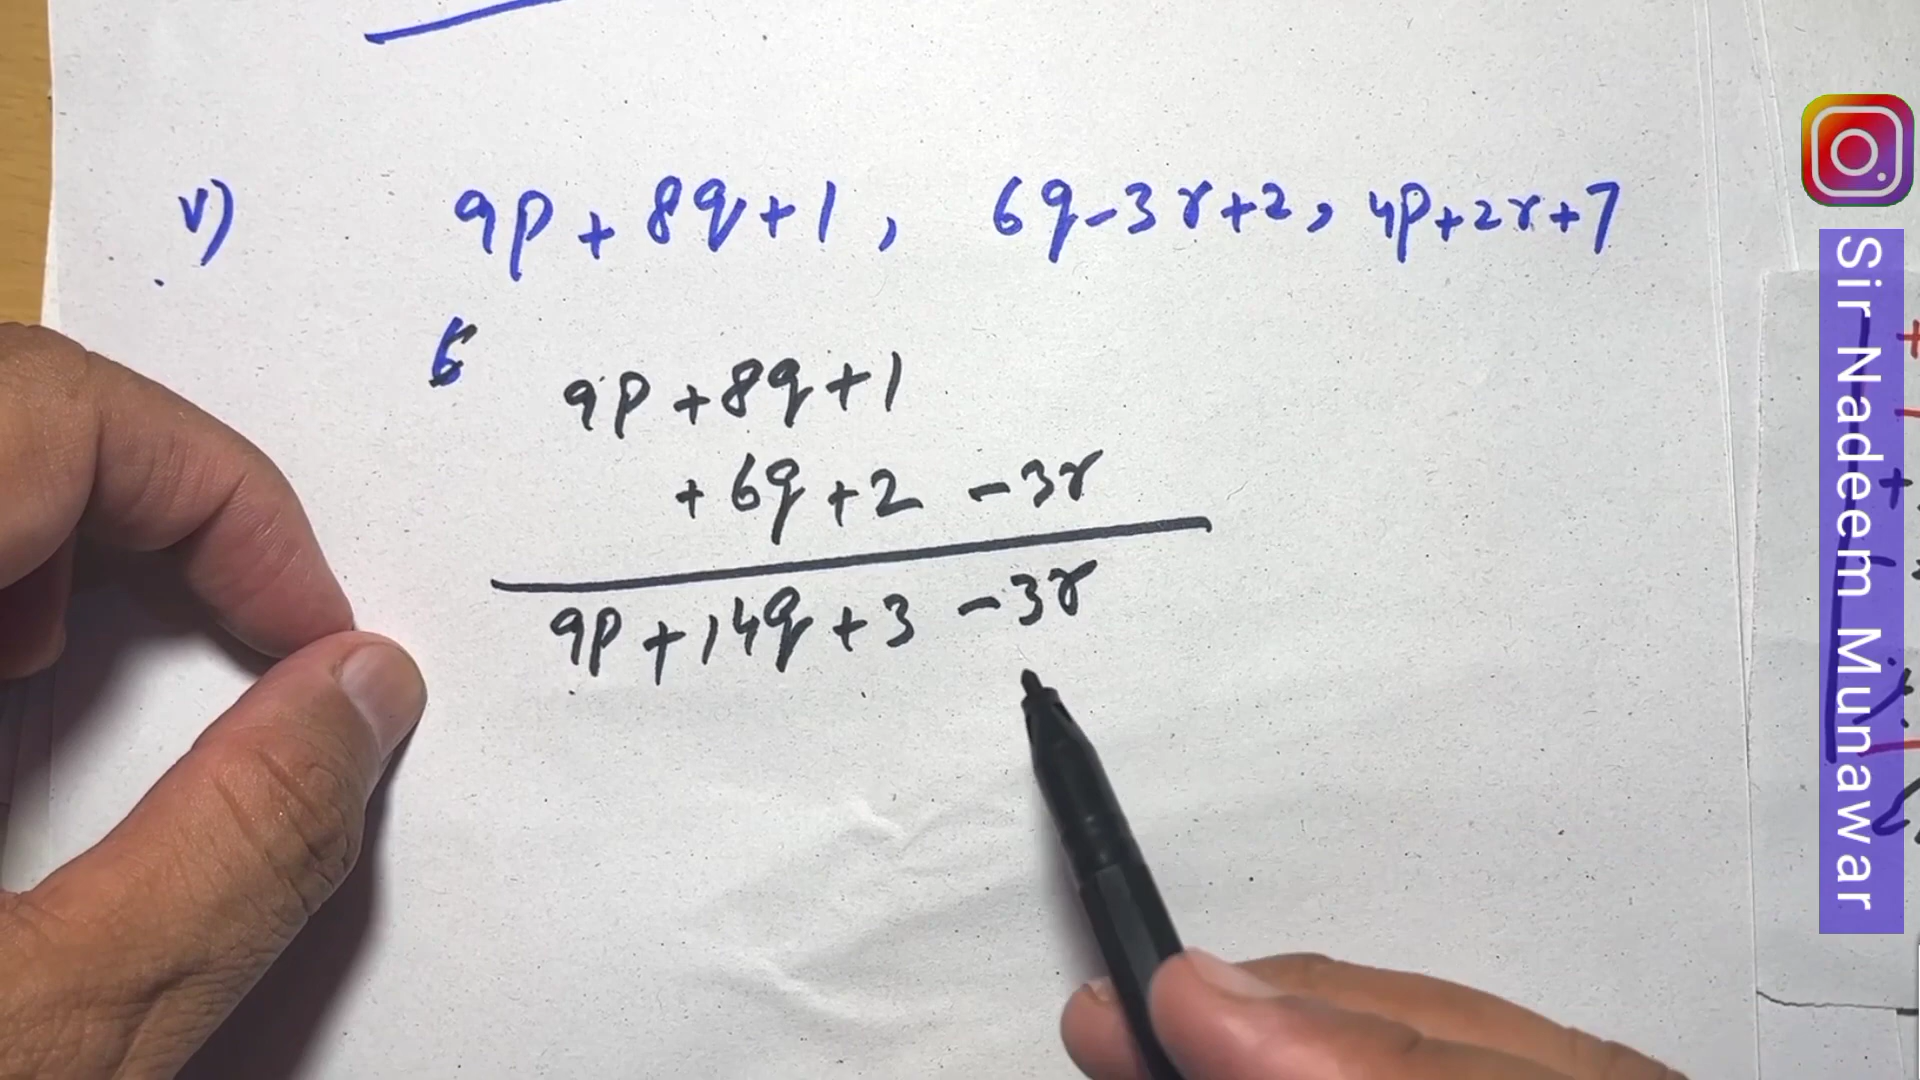 v) 9p + 8q + 1 , 6q - 3r + 2 , 4p + 2r + 7
9p + 8q + 1
+ 6q + 2 - 3r
9p + 14q + 3 - 3r
Sir Nadeem Munawar